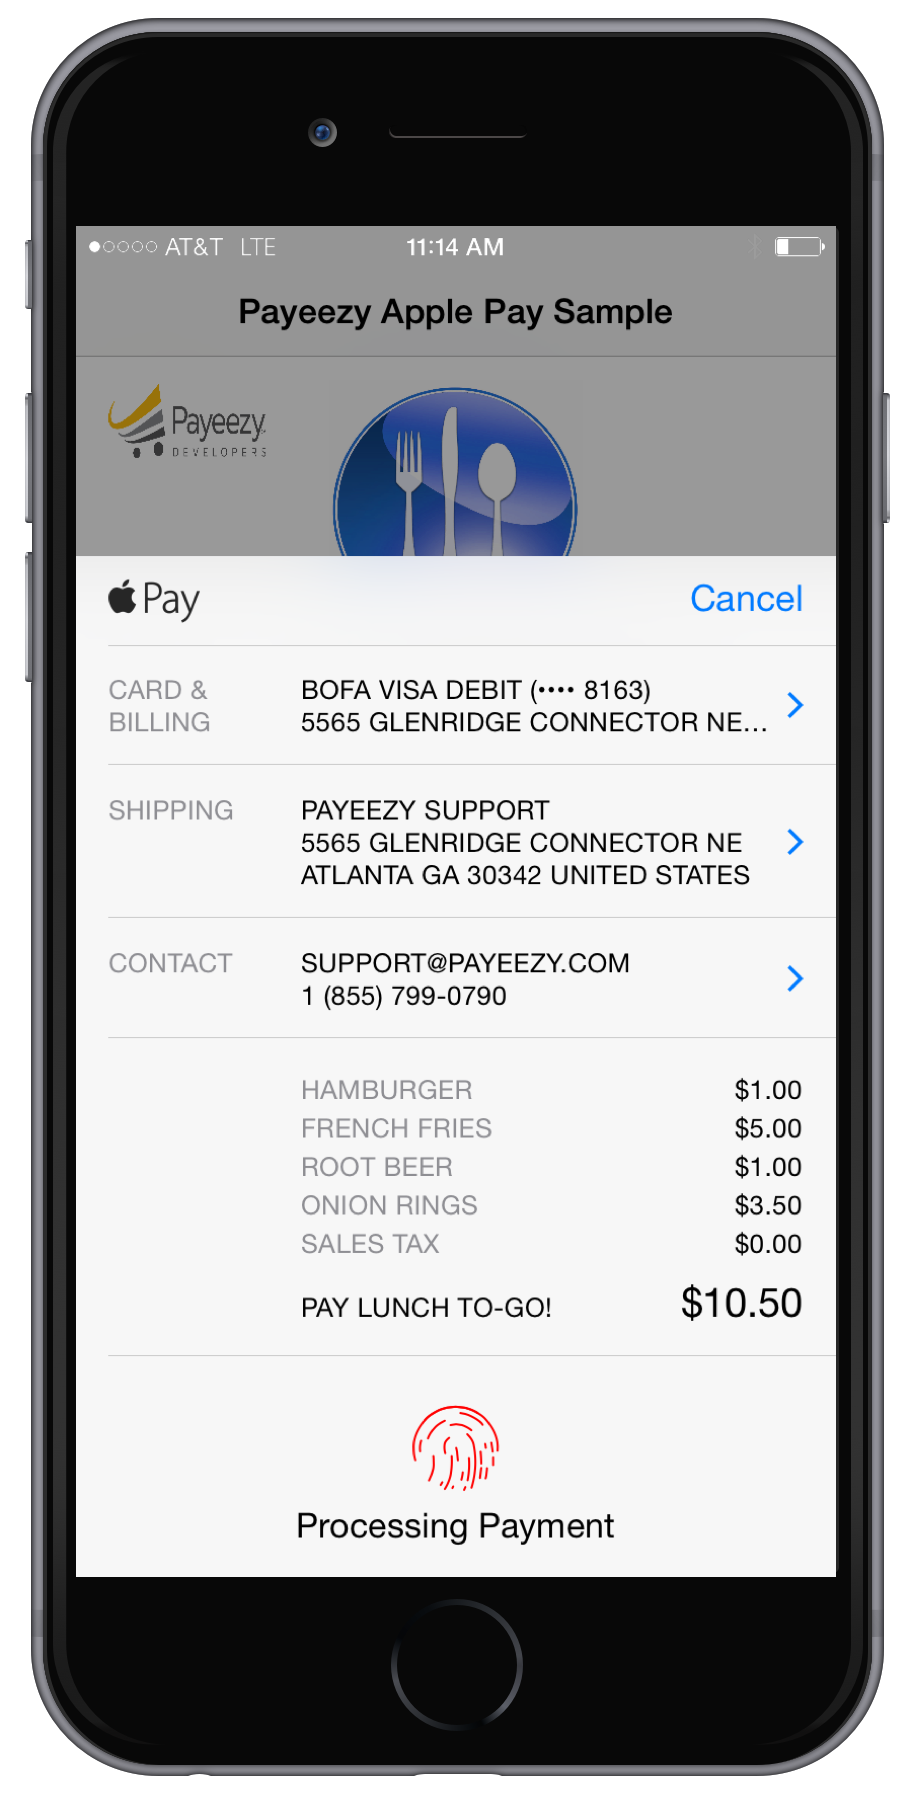 AT&T LTE 11:14 AM
Payeezy Apple Pay Sample
Payeezy
DEVELOPERS
Pay
Cancel
CARD &
BILLING
BOFA VISA DEBIT (•••• 8163)
5565 GLENRIDGE CONNECTOR NE...
SHIPPING
PAYEEZY SUPPORT
5565 GLENRIDGE CONNECTOR NE
ATLANTA GA 30342 UNITED STATES
CONTACT
SUPPORT@PAYEEZY.COM
1 (855) 799-0790
HAMBURGER $1.00
FRENCH FRIES $5.00
ROOT BEER $1.00
ONION RINGS $3.50
SALES TAX $0.00
PAY LUNCH TO-GO! $10.50
Processing Payment